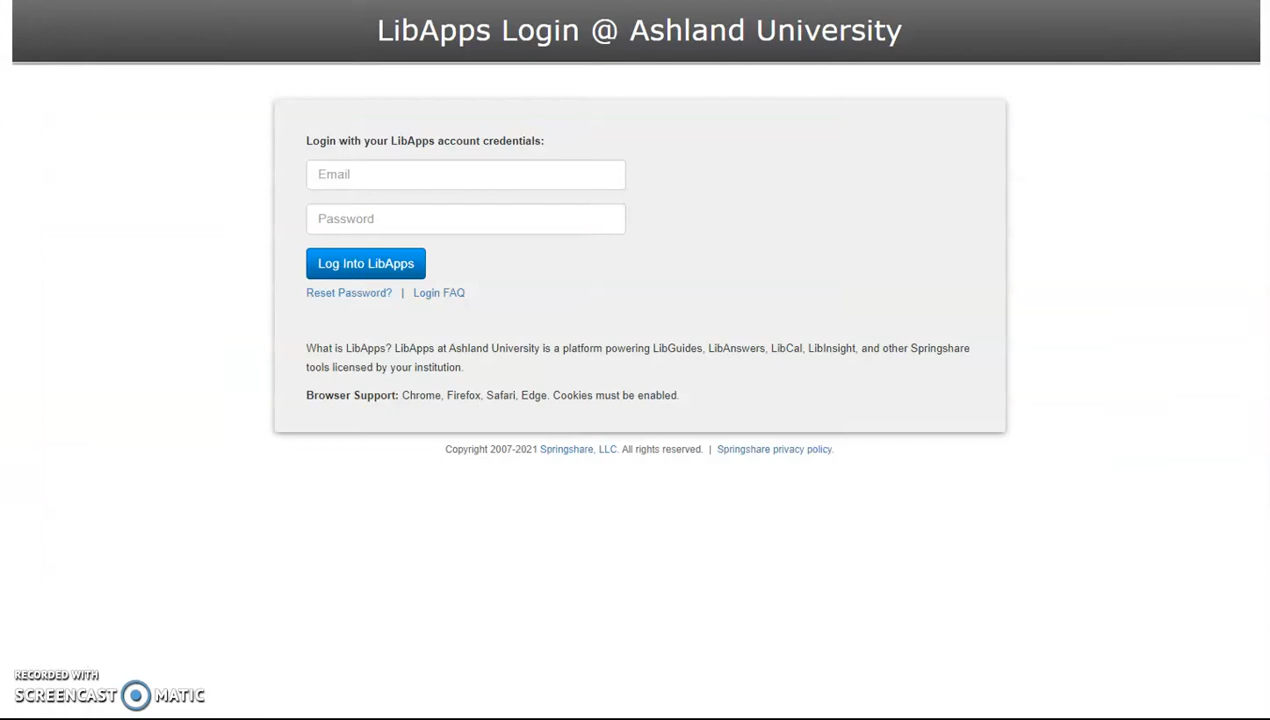 LibApps Login @ Ashland University
Login with your LibApps account credentials:
Email
Password
Log Into LibApps
Reset Password? | Login FAQ
What is LibApps? LibApps at Ashland University is a platform powering LibGuides, LibAnswers, LibCal, LibInsight, and other Springshare
tools licensed by your institution.
Browser Support: Chrome, Firefox, Safari, Edge. Cookies must be enabled.
Copyright 2007-2021 Springshare, LLC. All rights reserved. | Springshare privacy policy.
RECORDED WITH
SCREENCAST MATIC